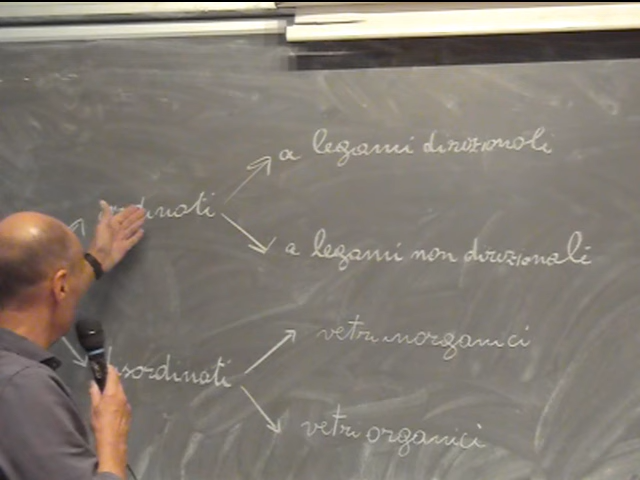 a legami direzionali
ordinati
a legami non direzionali
vetri inorganici
disordinati
vetri organici